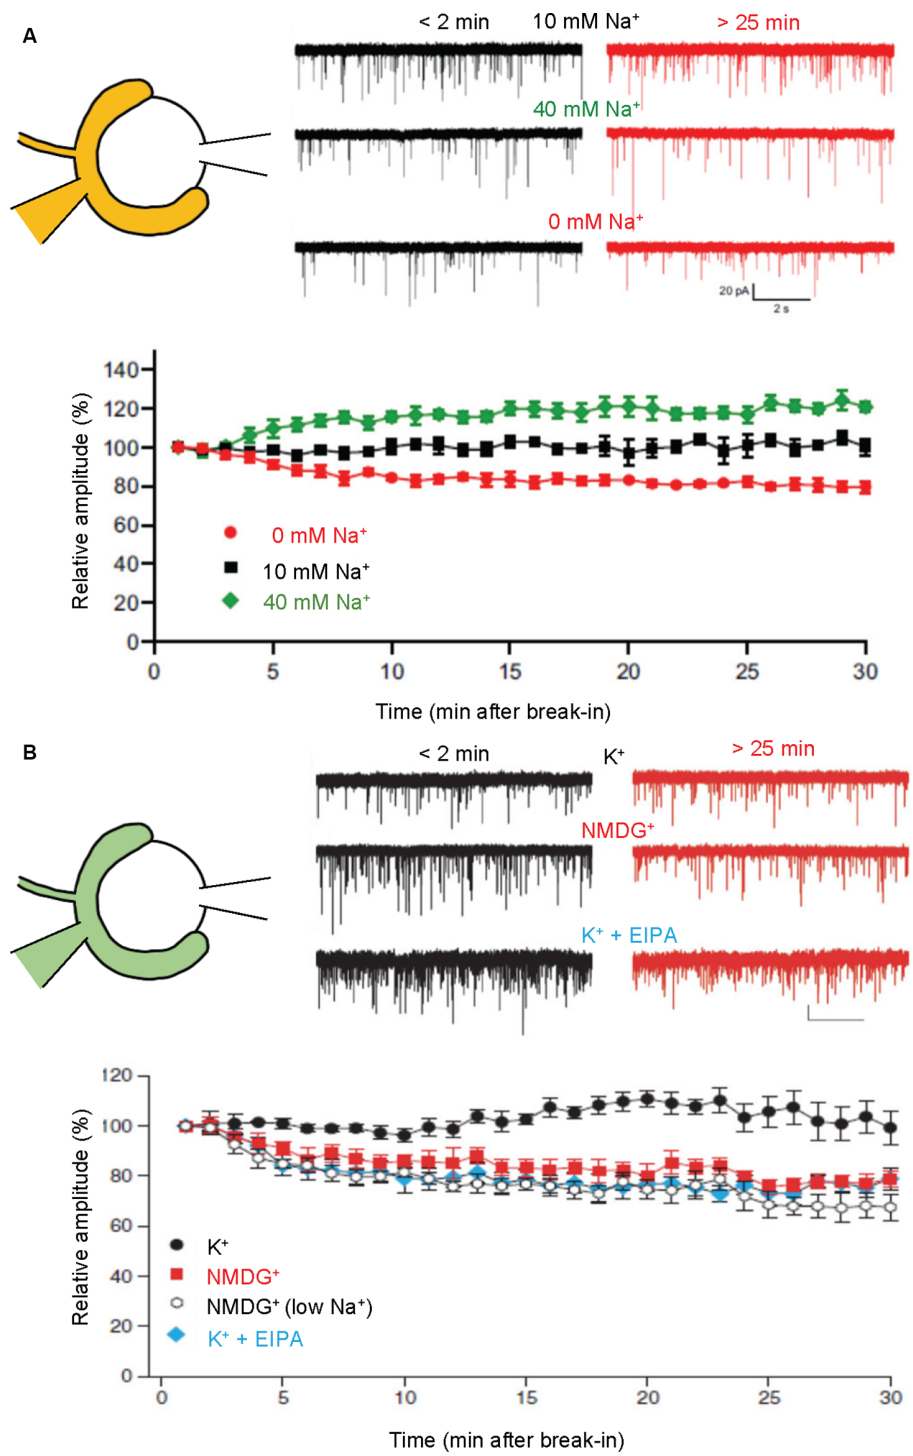 A
< 2 min
10 mM Na⁺
> 25 min
40 mM Na⁺
0 mM Na⁺
20 pA
2 s
Relative amplitude (%)
140
120
100
80
60
40
20
0
0 mM Na⁺
10 mM Na⁺
40 mM Na⁺
0 5 10 15 20 25 30
Time (min after break-in)
B
< 2 min
K⁺
> 25 min
NMDG⁺
K⁺ + EIPA
Relative amplitude (%)
120
100
80
60
40
20
0
K⁺
NMDG⁺
NMDG⁺ (low Na⁺)
K⁺ + EIPA
0 5 10 15 20 25 30
Time (min after break-in)